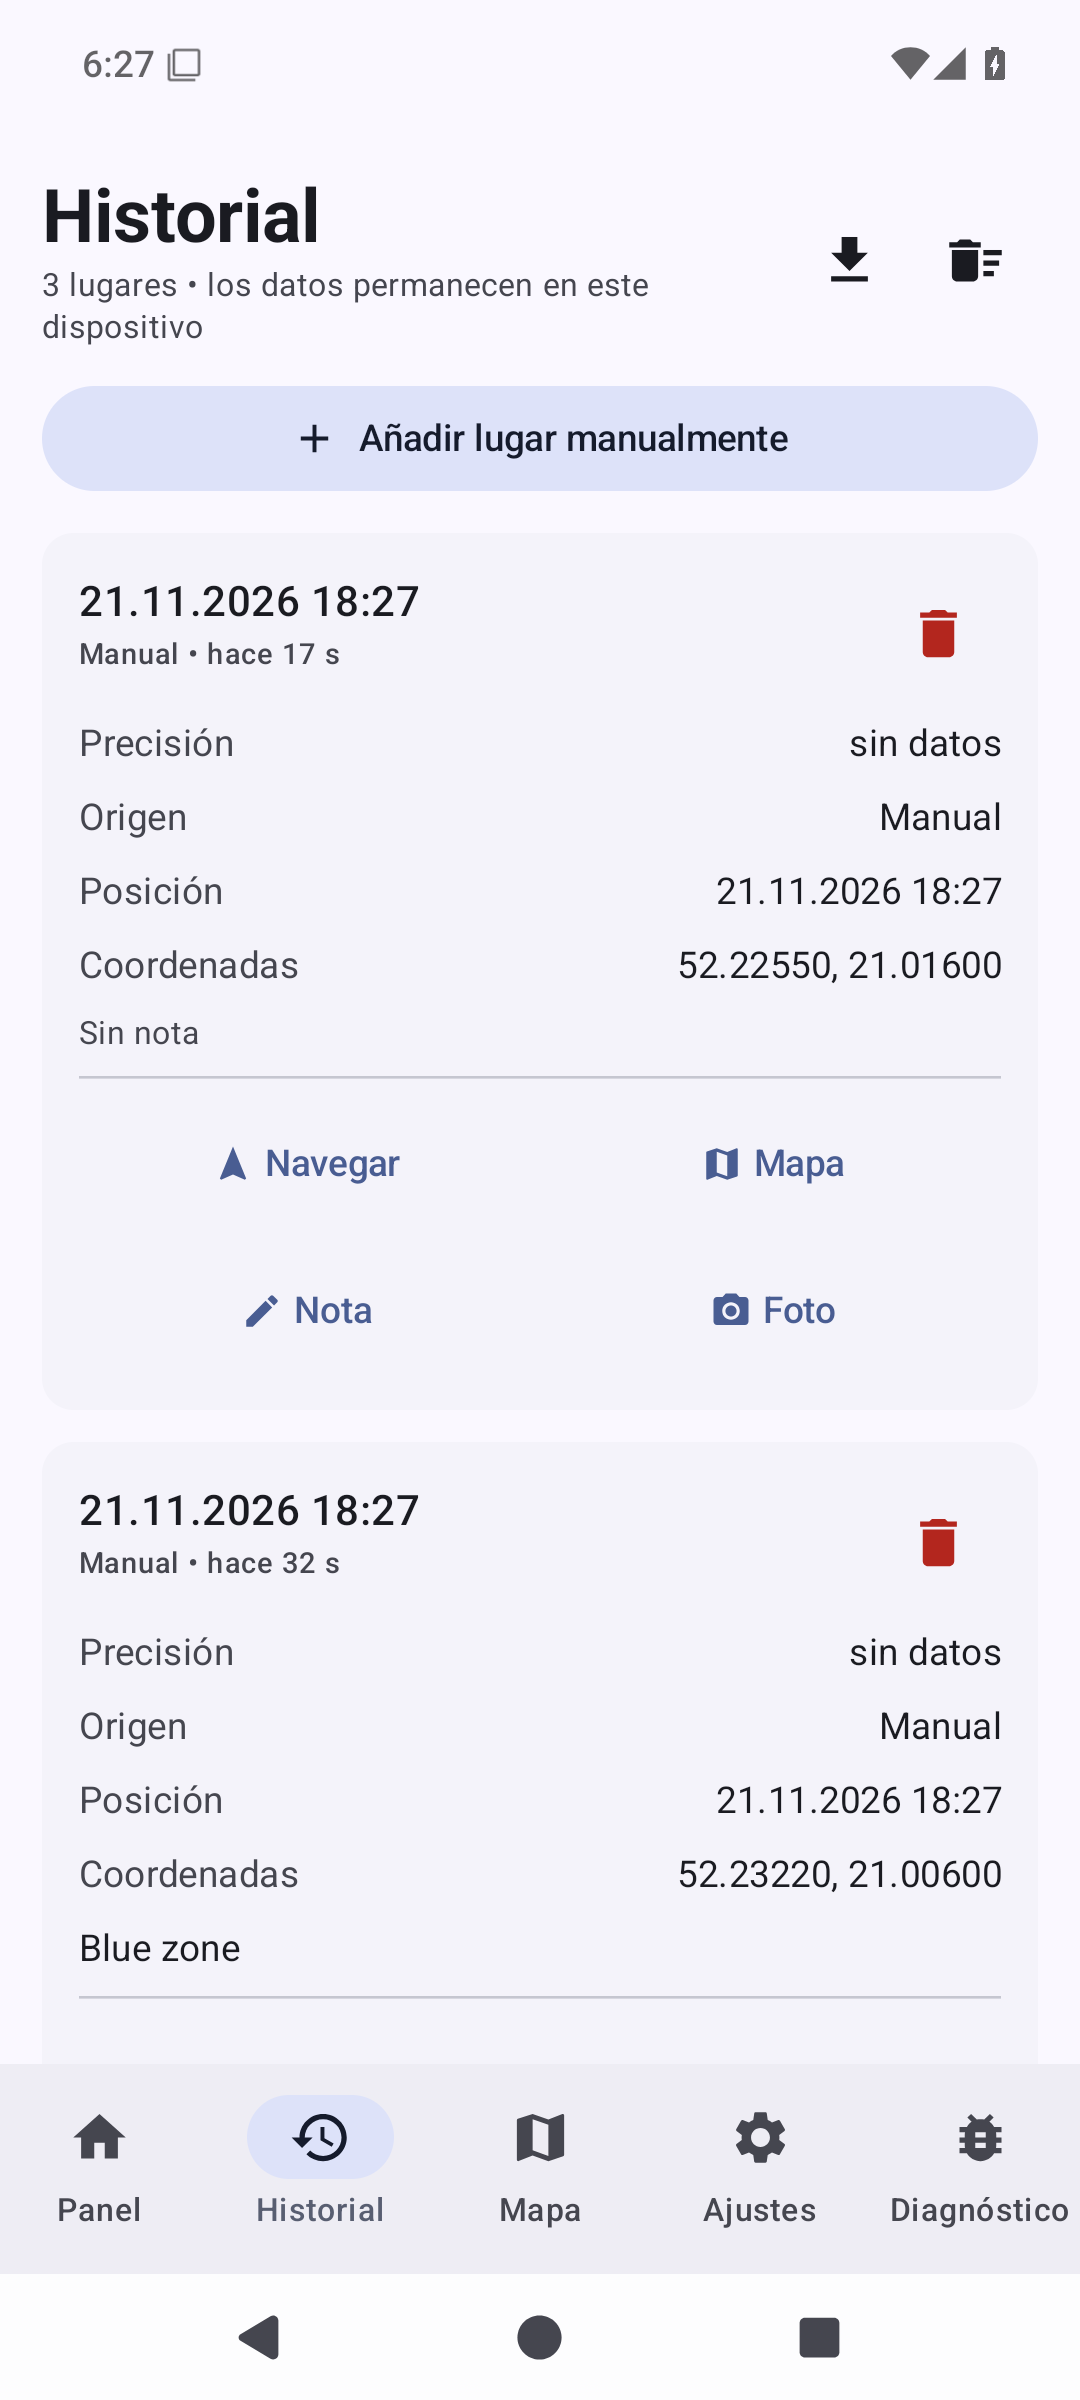 6:27
Historial
3 lugares • los datos permanecen en este
dispositivo
Añadir lugar manualmente
21.11.2026 18:27
Manual • hace 17 s
Precisión sin datos
Origen Manual
Posición 21.11.2026 18:27
Coordenadas 52.22550, 21.01600
Sin nota
Navegar Mapa
Nota Foto
21.11.2026 18:27
Manual • hace 32 s
Precisión sin datos
Origen Manual
Posición 21.11.2026 18:27
Coordenadas 52.23220, 21.00600
Blue zone
Panel Historial Mapa Ajustes Diagnóstico